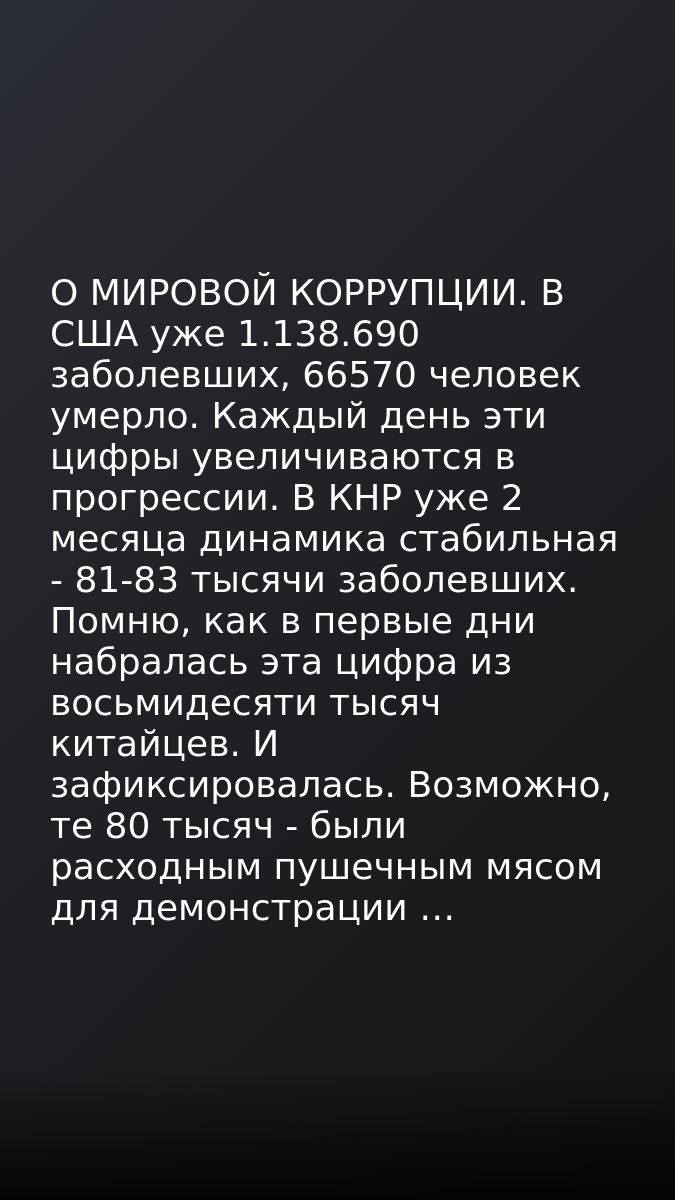 О МИРОВОЙ КОРРУПЦИИ. В
США уже 1.138.690
заболевших, 66570 человек
умерло. Каждый день эти
цифры увеличиваются в
прогрессии. В КНР уже 2
месяца динамика стабильная
- 81-83 тысячи заболевших.
Помню, как в первые дни
набралась эта цифра из
восьмидесяти тысяч
китайцев. И
зафиксировалась. Возможно,
те 80 тысяч - были
расходным пушечным мясом
для демонстрации ...